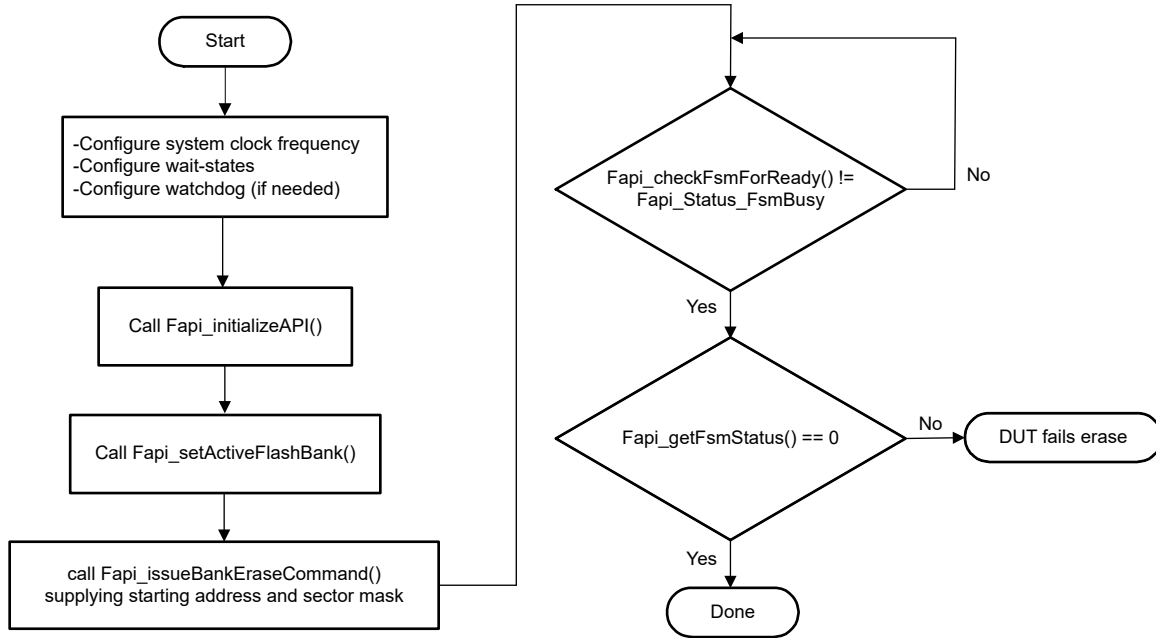 Start
-Configure system clock frequency
-Configure wait-states
-Configure watchdog (if needed)
Call Fapi_initializeAPI()
Call Fapi_setActiveFlashBank()
call Fapi_issueBankEraseCommand()
supplying starting address and sector mask
Fapi_checkFsmForReady() !=
Fapi_Status_FsmBusy
No
Yes
Fapi_getFsmStatus() == 0
No
DUT fails erase
Yes
Done